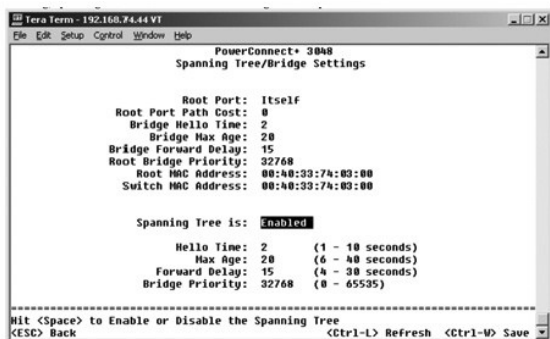 Tera Term - 192.168.74.44 VT
File Edit Setup Control Window Help
PowerConnect+ 3048
Spanning Tree/Bridge Settings
Root Port: Itself
Root Port Path Cost: 0
Bridge Hello Time: 2
Bridge Max Age: 20
Bridge Forward Delay: 15
Root Bridge Priority: 32768
Root MAC Address: 00:40:33:74:03:00
Switch MAC Address: 00:40:33:74:03:00
Spanning Tree is: Enabled
Hello Time: 2 (1 - 10 seconds)
Max Age: 20 (6 - 40 seconds)
Forward Delay: 15 (4 - 30 seconds)
Bridge Priority: 32768 (0 - 65535)
Hit <Space> to Enable or Disable the Spanning Tree
<ESC> Back <Ctrl-L> Refresh <Ctrl-W> Save